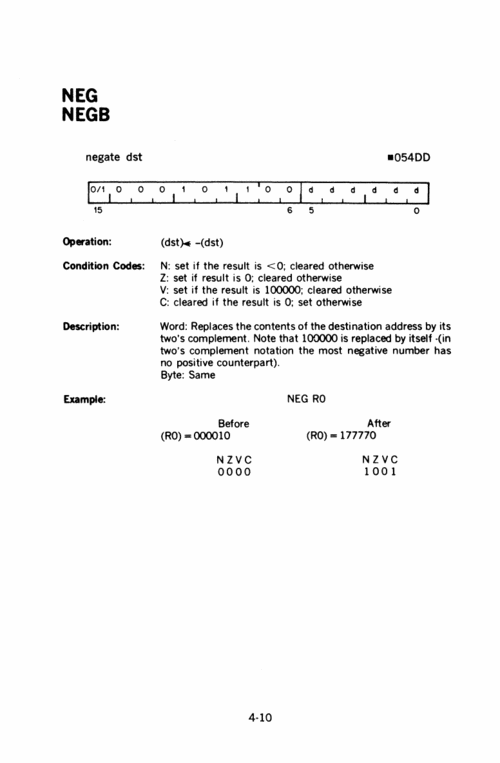 NEG
NEGB
negate dst ■054DD
0/1 0 0 0 1 0 1 1 0 0 d d d d d d
15 6 5 0
Operation: (dst)◄ -(dst)
Condition Codes: N: set if the result is <0; cleared otherwise
Z: set if result is 0; cleared otherwise
V: set if the result is 100000; cleared otherwise
C: cleared if the result is 0; set otherwise
Description: Word: Replaces the contents of the destination address by its
two's complement. Note that 100000 is replaced by itself -(in
two's complement notation the most negative number has
no positive counterpart).
Byte: Same
Example: NEG R0
Before After
(R0) = 000010 (R0) = 177770
N Z V C N Z V C
0 0 0 0 1 0 0 1
4-10